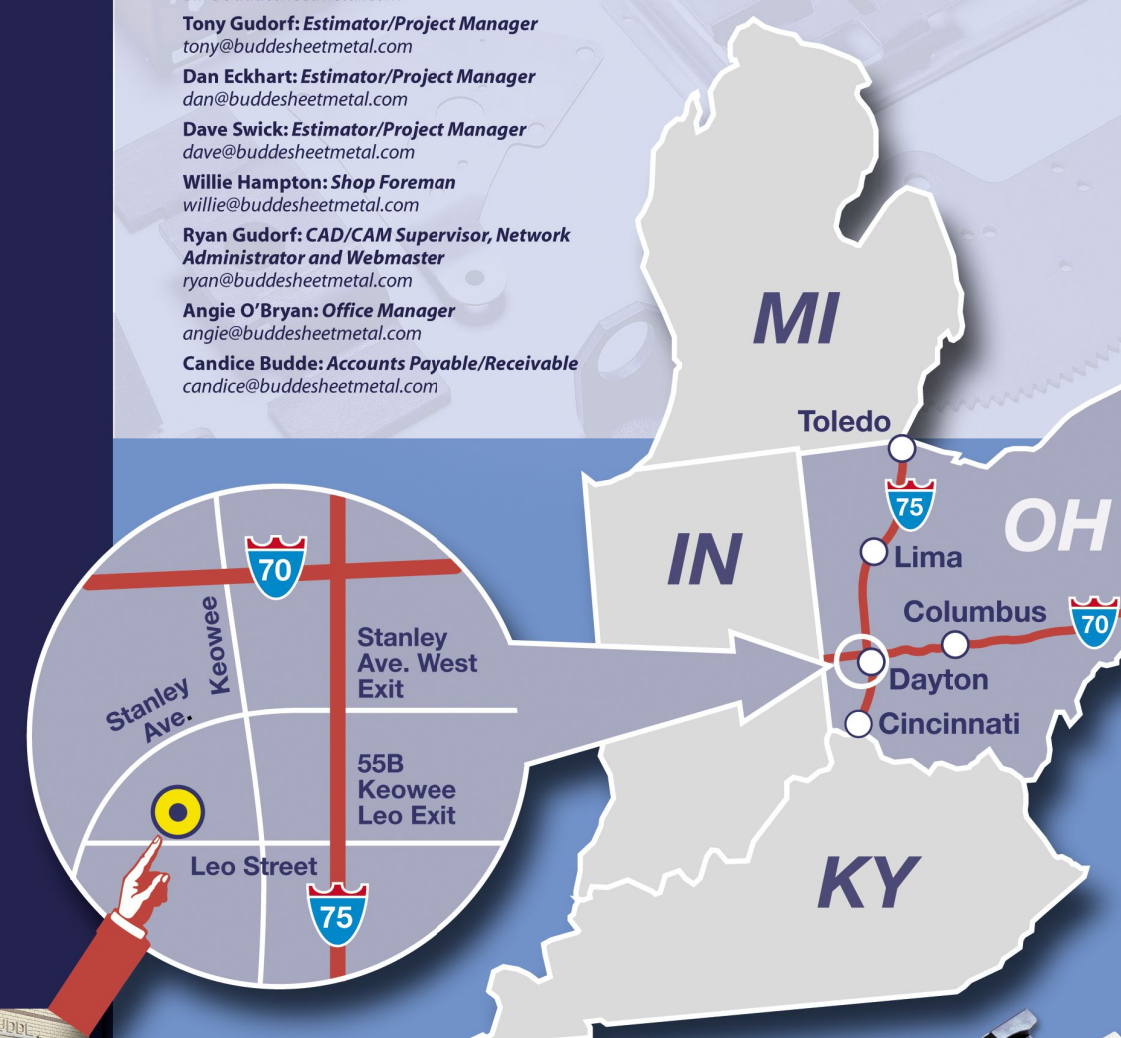 Tony Gudorf: Estimator/Project Manager
tony@buddesheetmetal.com
Dan Eckhart: Estimator/Project Manager
dan@buddesheetmetal.com
Dave Swick: Estimator/Project Manager
dave@buddesheetmetal.com
Willie Hampton: Shop Foreman
willie@buddesheetmetal.com
Ryan Gudorf: CAD/CAM Supervisor, Network
Administrator and Webmaster
ryan@buddesheetmetal.com
Angie O’Bryan: Office Manager
angie@buddesheetmetal.com
Candice Budde: Accounts Payable/Receivable
candice@buddesheetmetal.com
MI
Toledo
75
OH
IN
Lima
Columbus
70
Dayton
Cincinnati
KY
70
Keowee
Stanley
Ave.
Stanley
Ave. West
Exit
55B
Keowee
Leo Exit
Leo Street
75